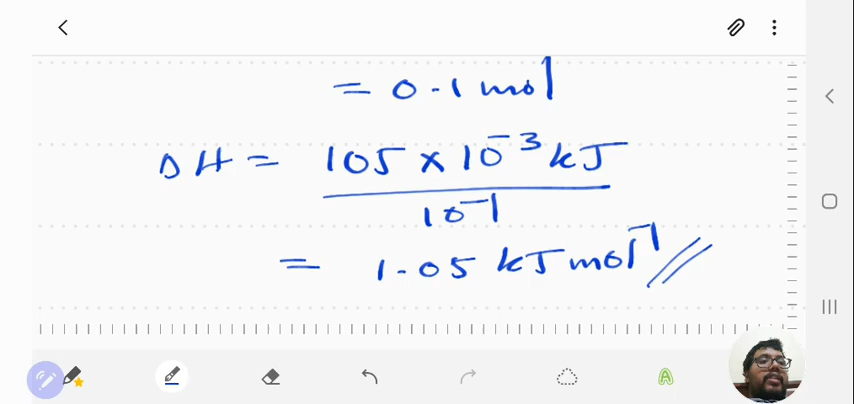 = 0.1 mol
ΔH = 105 × 10⁻³ kJ
10⁻¹
= 1.05 kJ mol⁻¹ //
A